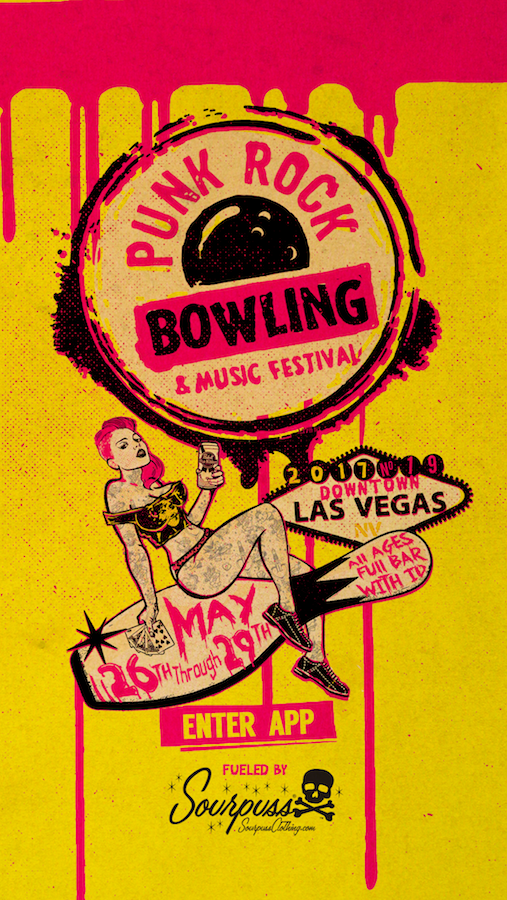 PUNK ROCK
BOWLING
& MUSIC FESTIVAL
2017 No 19
DOWNTOWN
LAS VEGAS
NV
All AGES
Full BAR
WITH ID
MAY
26TH Through 29TH
ENTER APP
FUELED BY
Sourpuss
SourpussClothing.com